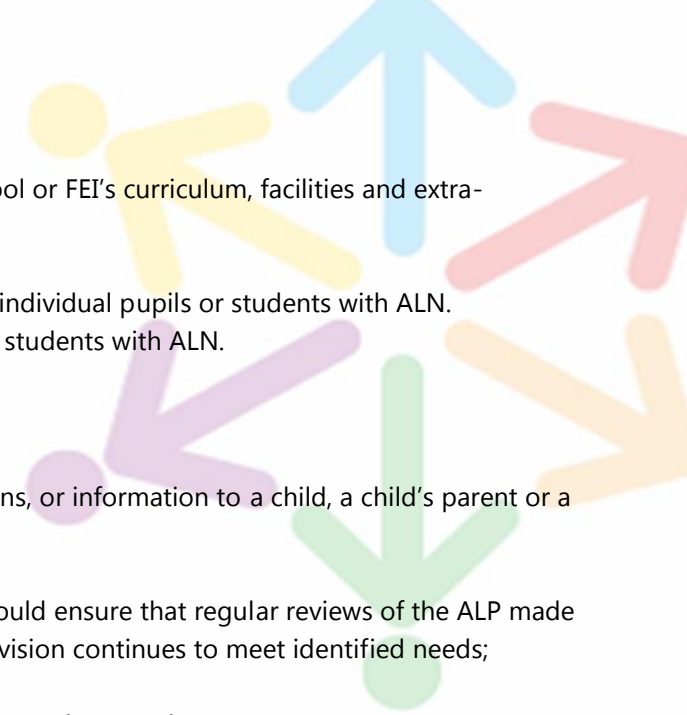 ol or FEI's curriculum, facilities and extra-
individual pupils or students with ALN.
students with ALN.
ns, or information to a child, a child's parent or a
ould ensure that regular reviews of the ALP made
vision continues to meet identified needs;